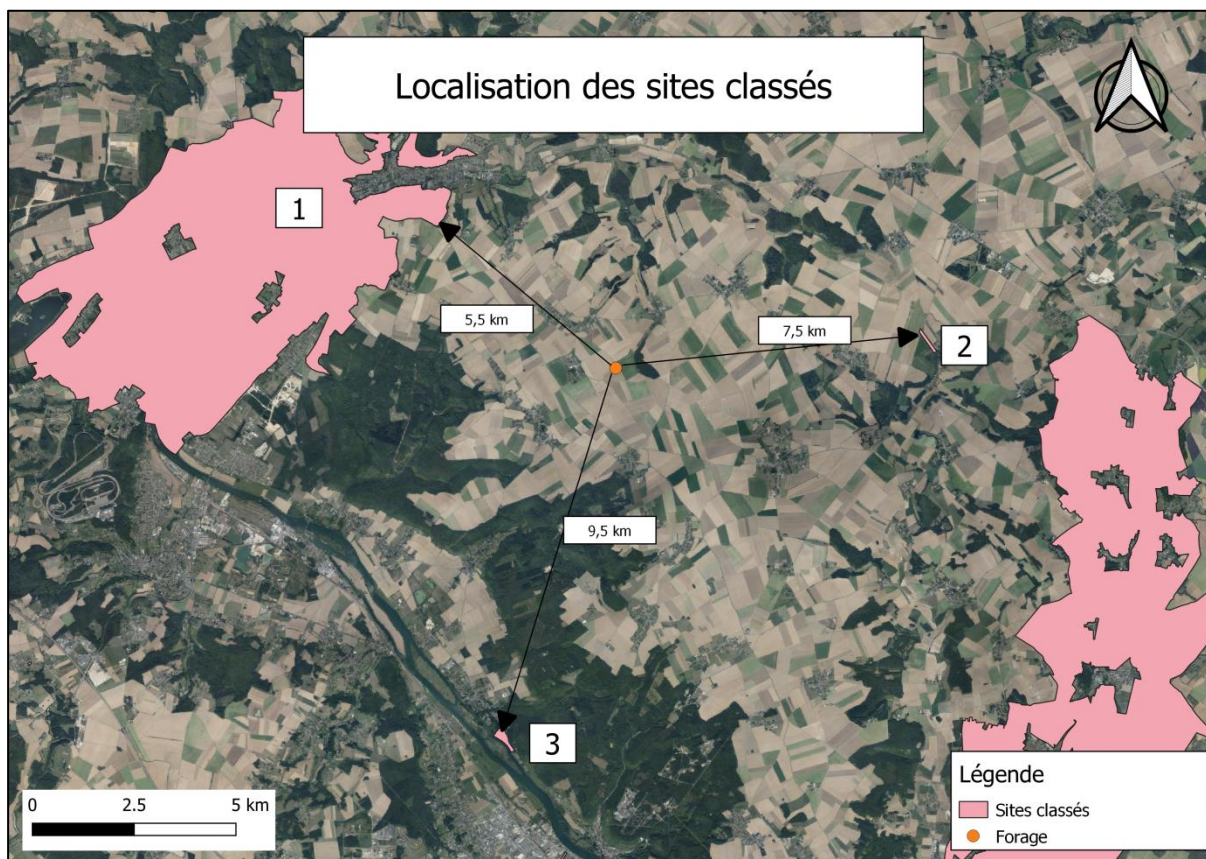 Localisation des sites classés
1
5,5 km
7,5 km
2
9,5 km
3
0 2.5 5 km
Légende
Sites classés
Forage